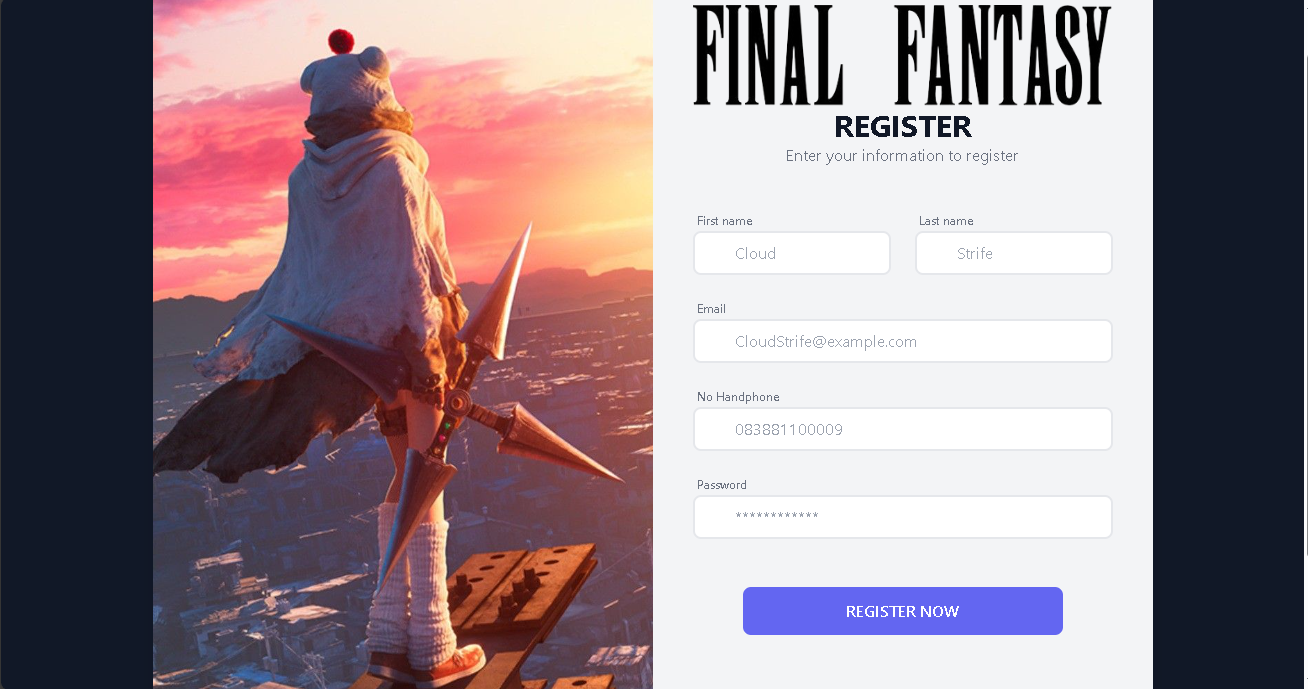 FINAL FANTASY
REGISTER
Enter your information to register
First name Last name
Cloud Strife
Email
CloudStrife@example.com
No Handphone
083881100009
Password
************
REGISTER NOW